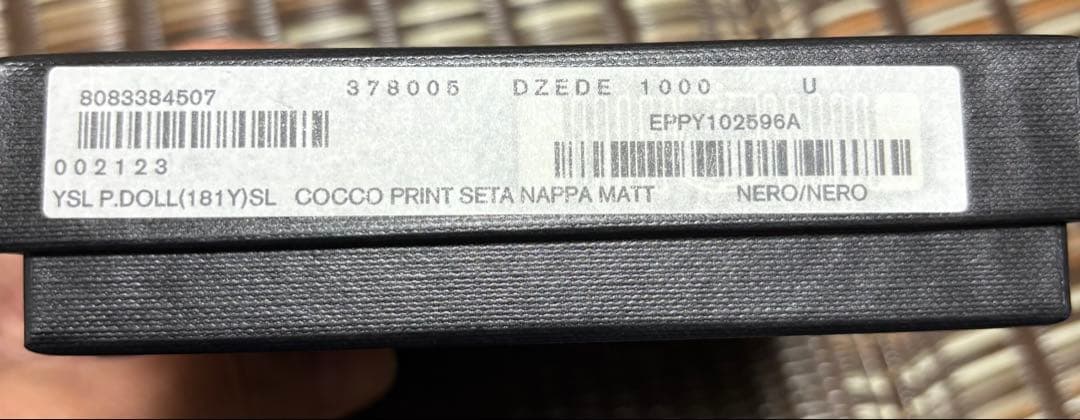 8083384507
378005 DZEDE 1000 U
EPPY102596A
002123
YSL P.DOLL(181Y)SL COCCO PRINT SETA NAPPA MATT NERO/NERO